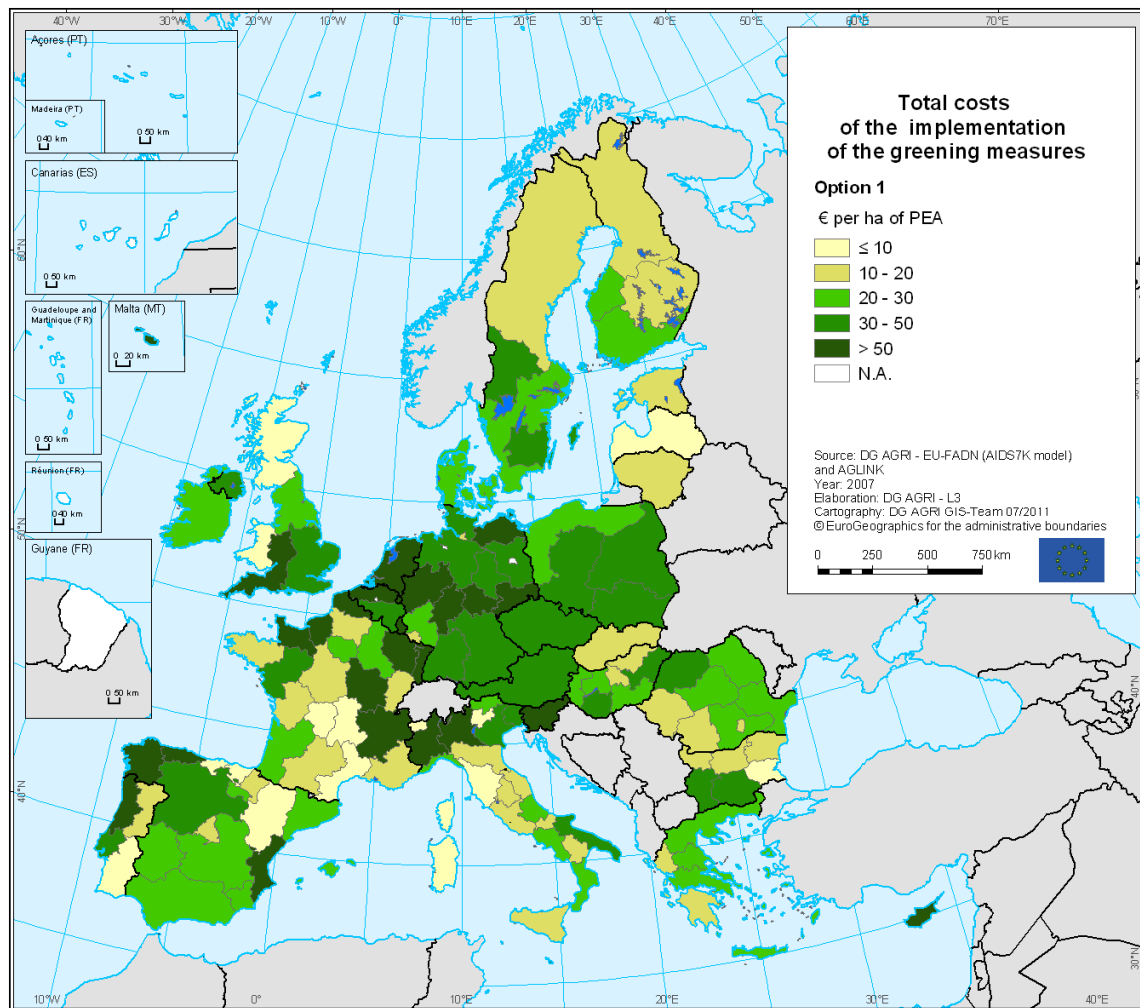 40°W 30°W 20°W 10°W 0° 10°E 20°E 30°E 40°E 50°E 60°E 70°E
Açores (PT)
Madeira (PT)
0 40 km
0 50 km
Canarias (ES)
0 50 km
Guadeloupe and
Martinique (FR)
0 50 km
Malta (MT)
0 20 km
Réunion (FR)
0 40 km
Guyane (FR)
0 50 km
60°N
50°N
40°N
Total costs
of the implementation
of the greening measures
Option 1
€ per ha of PEA
≤ 10
10 - 20
20 - 30
30 - 50
> 50
N.A.
Source: DG AGRI - EU-FADN (AIDS7K model)
and AGLINK
Year: 2007
Elaboration: DG AGRI - L3
Cartography: DG AGRI GIS-Team 07/2011
© EuroGeographics for the administrative boundaries
0 250 500 750 km
40°N
30°N
10°W 0° 10°E 20°E 30°E 40°E